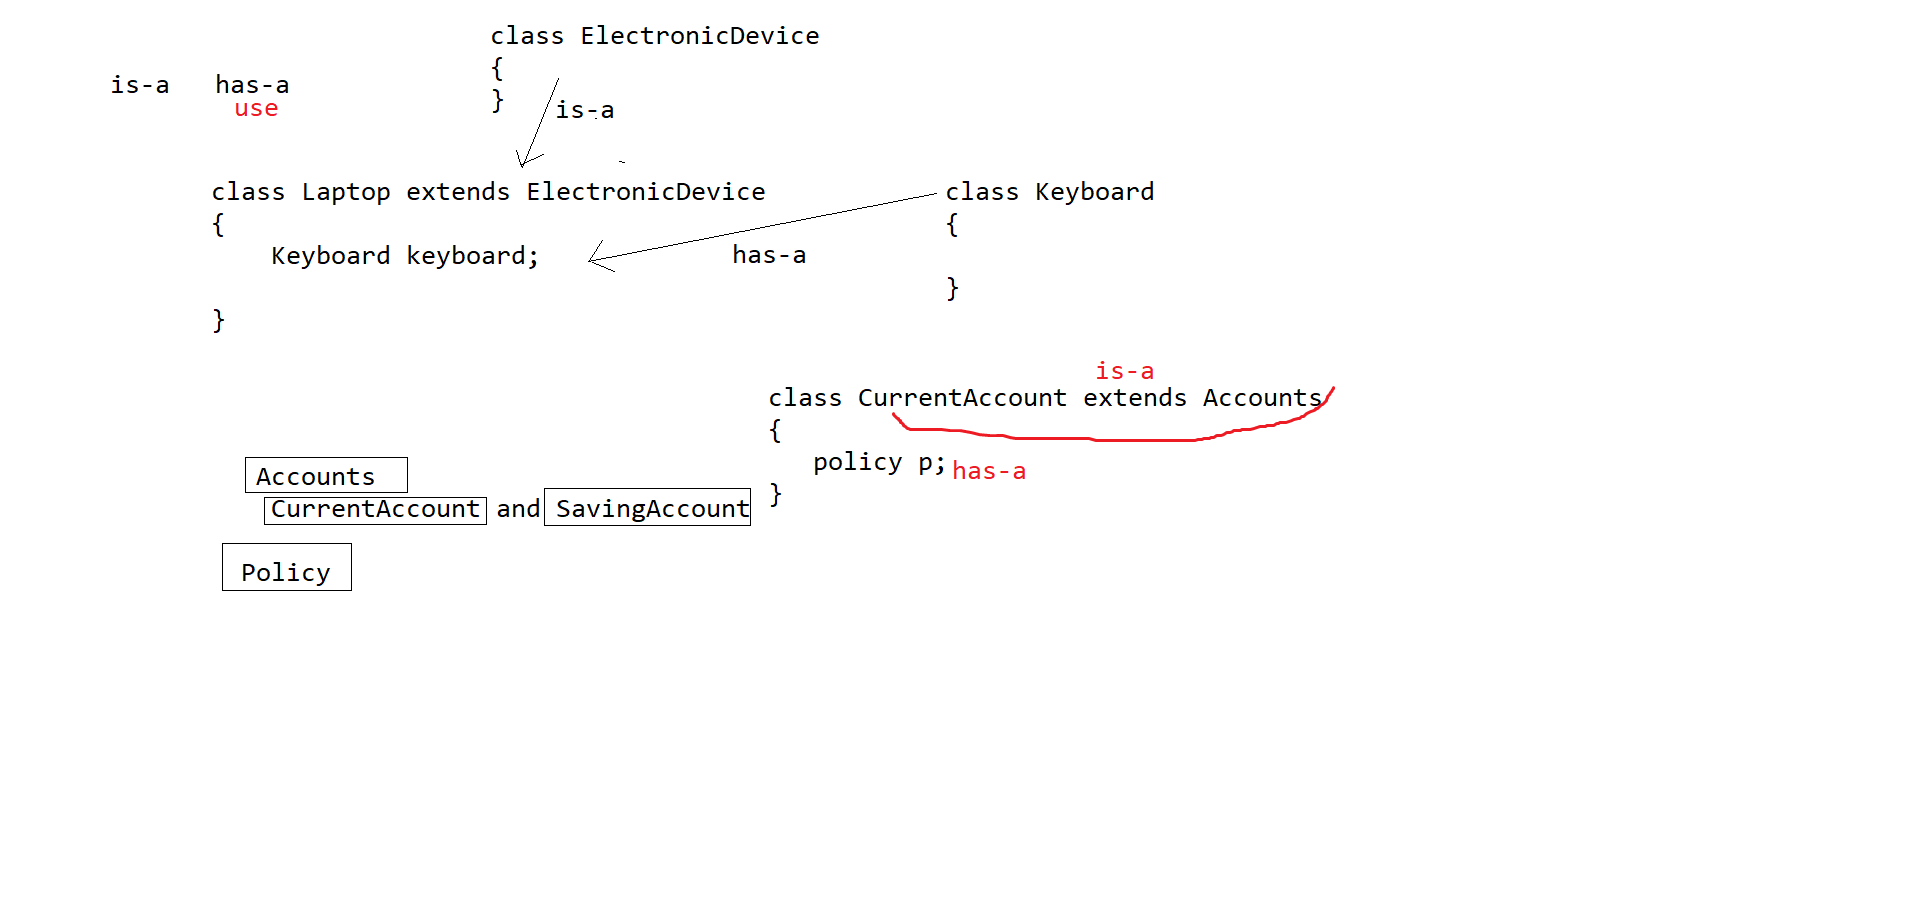 class ElectronicDevice
{
is-a has-a
}
is-a
use
class Laptop extends ElectronicDevice
class Keyboard
{
{
Keyboard keyboard;
has-a
}
}
is-a
class CurrentAccount extends Accounts
{
policy p;
has-a
}
Accounts
CurrentAccount and SavingAccount
Policy